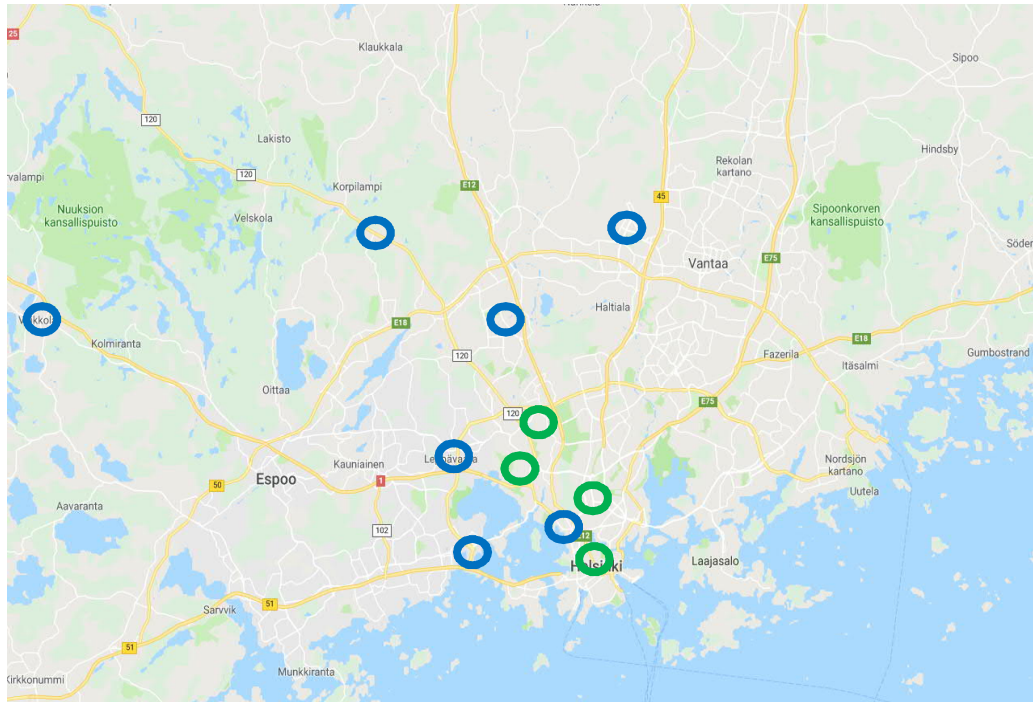 25
Klaukkala
Sipoo
120
Lakisto
Hindsby
Rekolan
kartano
120
Korpilampi
E12
45
Nuuksion
kansallispuisto
Velskola
Sipoonkorven
kansallispuisto
Söder
E75
Vantaa
Haltiala
Kolmiranta
E18
E18
Itäsalmi
Gumbostrand
120
Fazerila
Oittaa
E75
120
Kauniainen
Espoo
1
Nordsjön
kartano
50
Uutela
Aavaranta
102
Laajasalo
51
Sarvvik
51
Munkkiranta
Kirkkonummi